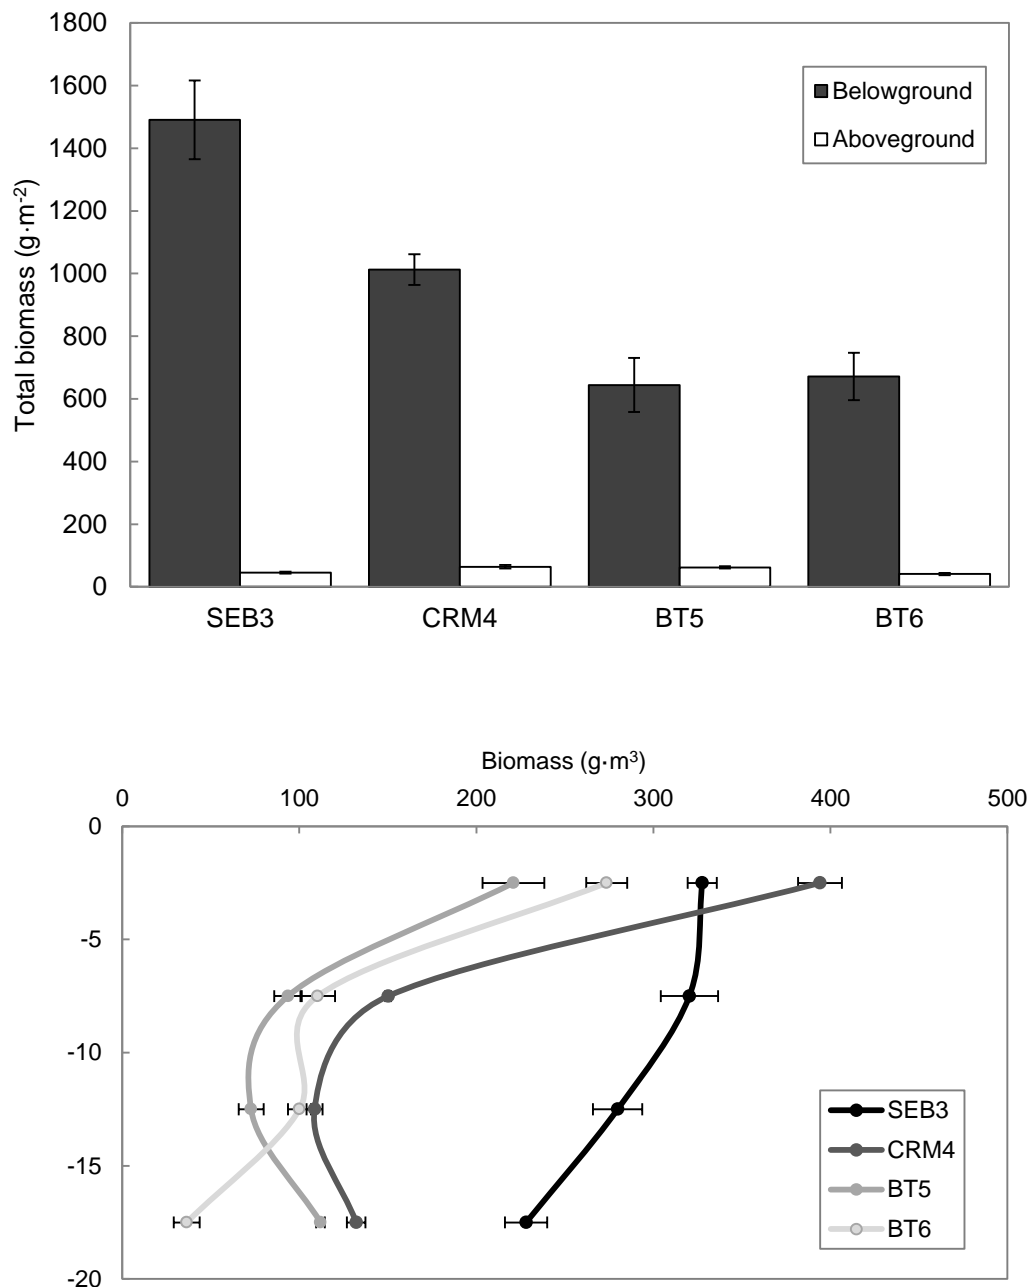 1800
1600
1400
1200
1000
800
600
400
200
0
Total biomass (g·m-2)
Belowground
Aboveground
SEB3 CRM4 BT5 BT6
Biomass (g·m3)
0 100 200 300 400 500
0
-5
-10
-15
-20
SEB3
CRM4
BT5
BT6